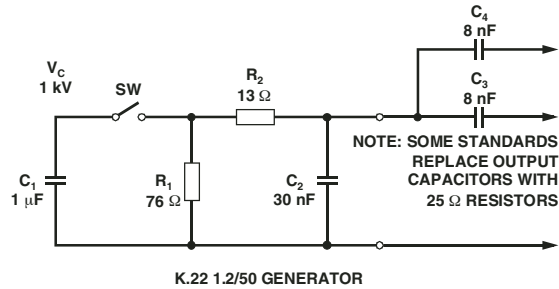 C4
8 nF
VC
1 kV
SW
R2
13 Ω
C3
8 nF
NOTE: SOME STANDARDS
REPLACE OUTPUT
CAPACITORS WITH
25 Ω RESISTORS
C1
1 µF
R1
76 Ω
C2
30 nF
K.22 1.2/50 GENERATOR